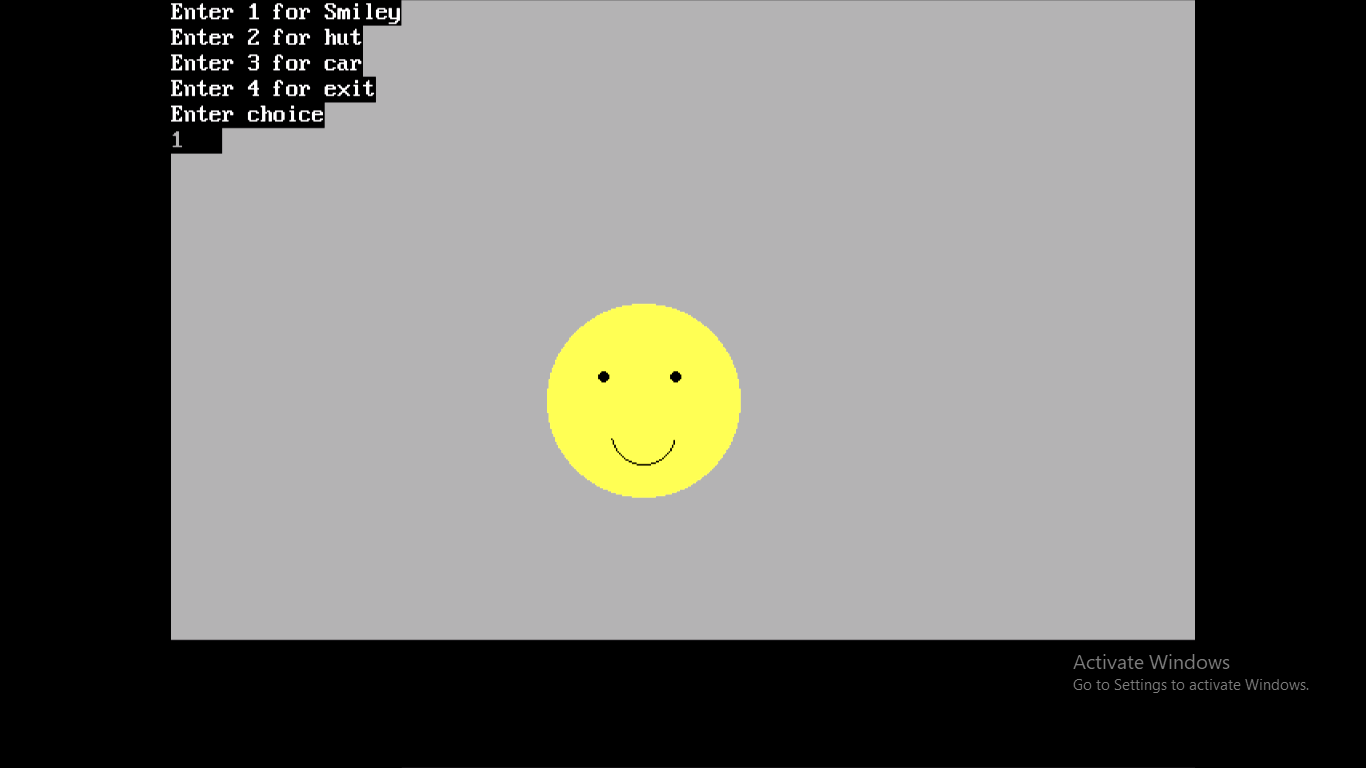 Enter 1 for Smiley
Enter 2 for hut
Enter 3 for car
Enter 4 for exit
Enter choice
1
Activate Windows
Go to Settings to activate Windows.